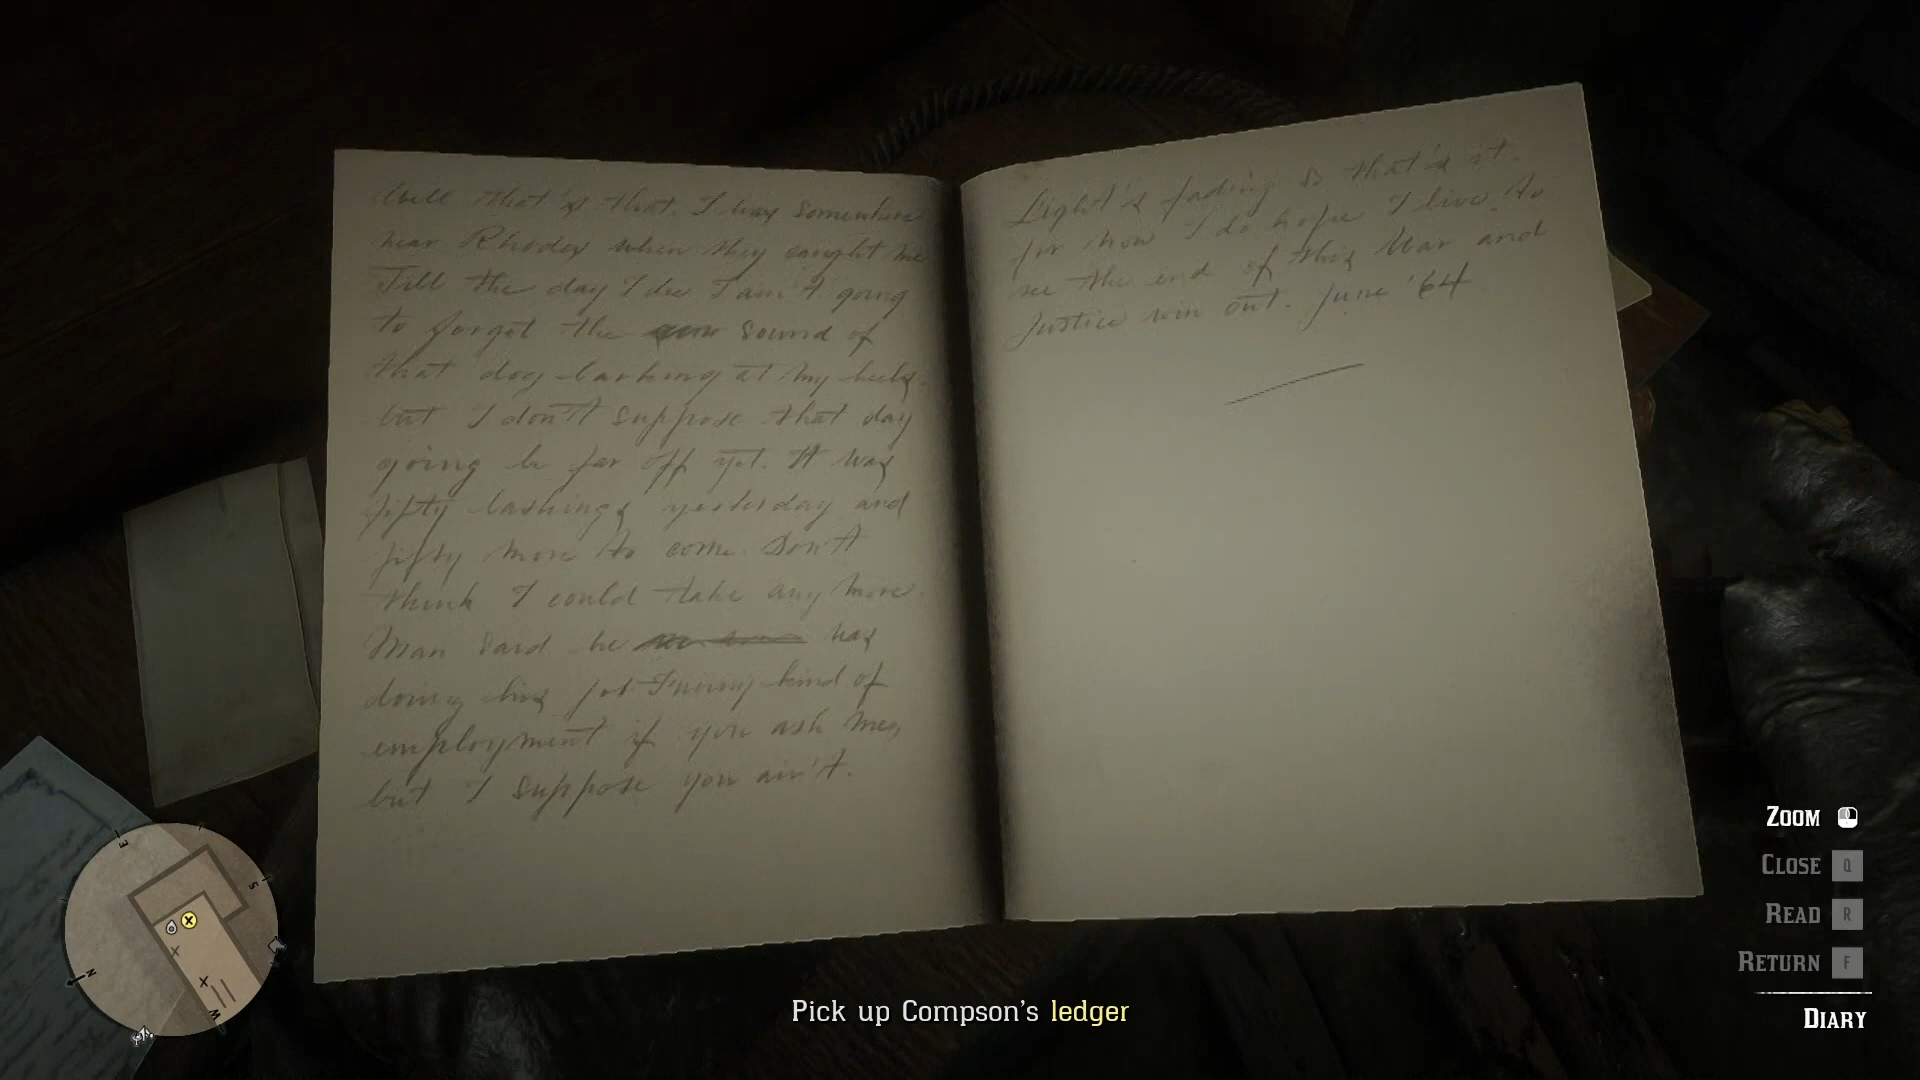 Well that's that. I was somewhere
near Rhodes when they caught me
Till the day I die I ain't going
to forget the sound of
that dog barking at my heels.
but I don't suppose that day
going be far off yet. It was
fifty lashings yesterday and
fifty more to come. Don't
think I could take any more.
Man said he was
doing his job. Funny kind of
employment if you ask me,
but I suppose you ain't.
Light's fading so that's it
for now I do hope I live to
see the end of this War and
Justice win out. June '64
E
S
N
W
Zoom
Close Q
Read R
Return F
Diary
Pick up Compson's ledger